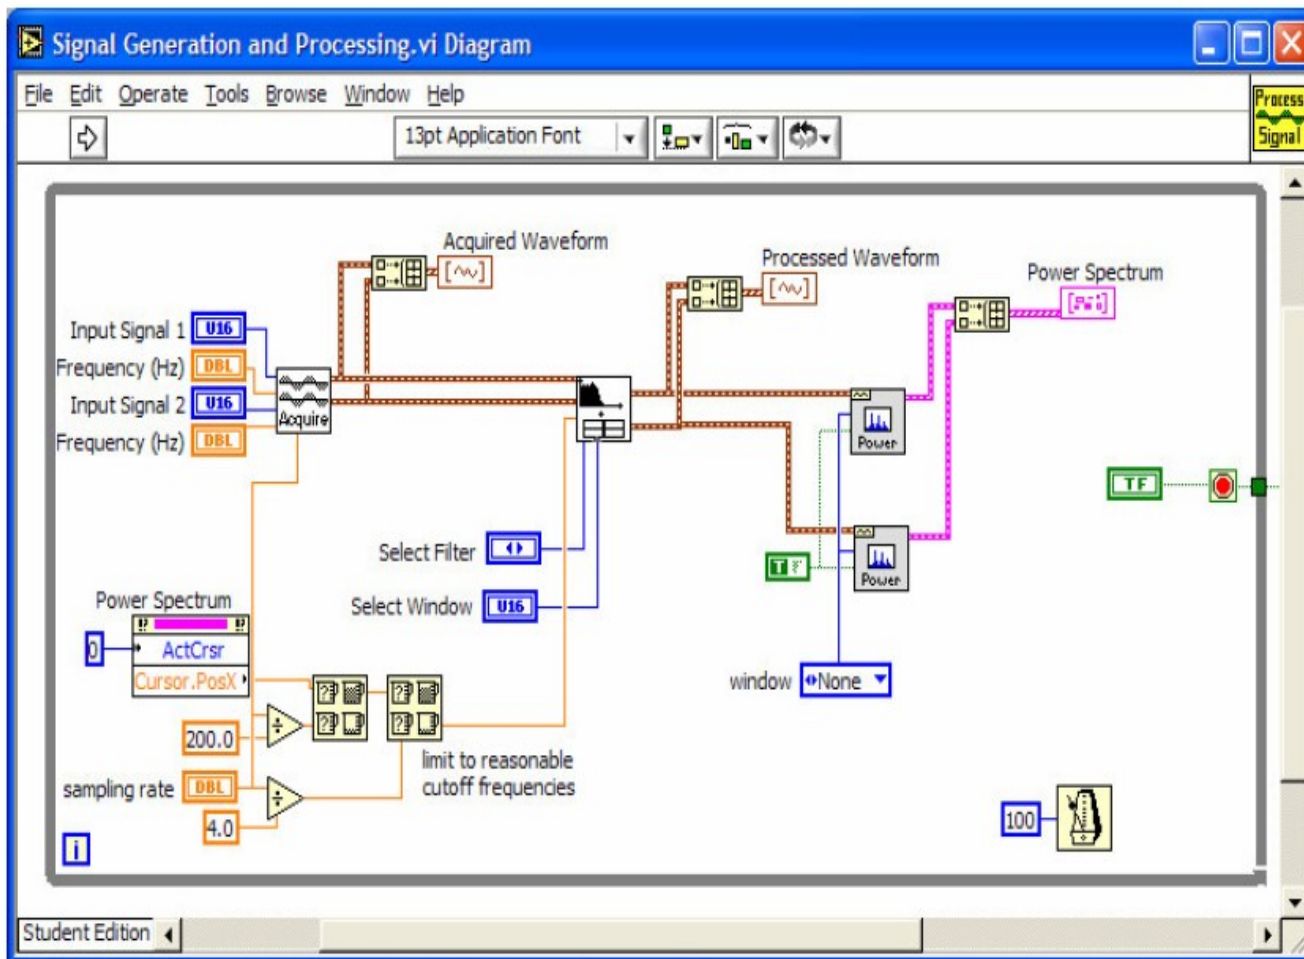 Signal Generation and Processing.vi Diagram
File Edit Operate Tools Browse Window Help
13pt Application Font
Process
Signal
Acquired Waveform
Processed Waveform
Power Spectrum
Input Signal 1 U16
Frequency (Hz) DBL
Input Signal 2 U16
Frequency (Hz) DBL
Acquire
Power
TF
Select Filter
Power
T F
Select Window U16
Power Spectrum
0 ActCrsr
Cursor.PosX
window None
200.0
limit to reasonable
cutoff frequencies
sampling rate DBL
4.0
100
i
Student Edition